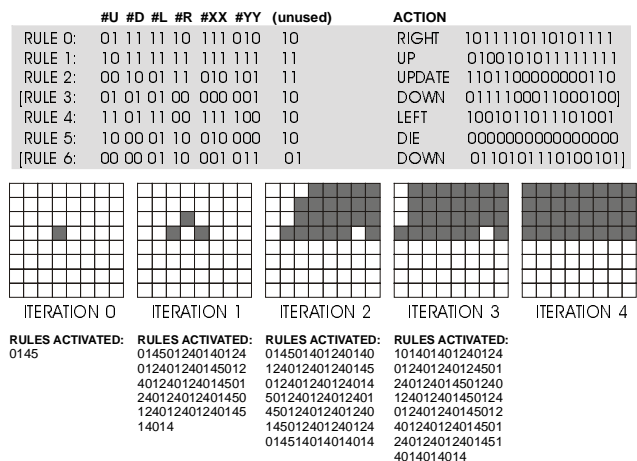 #U #D #L #R #XX #YY (unused) ACTION
RULE 0: 01 11 11 10 111 010 10 RIGHT 1011110110101111
RULE 1: 10 11 11 11 111 111 11 UP 0100101011111111
RULE 2: 00 10 01 11 010 101 11 UPDATE 1101100000000110
[RULE 3: 01 01 01 00 000 001 10 DOWN 0111100011000100]
RULE 4: 11 01 11 00 111 100 10 LEFT 1001011011101001
RULE 5: 10 00 01 10 010 000 10 DIE 0000000000000000
[RULE 6: 00 00 01 10 001 011 01 DOWN 0110101110100101]
ITERATION 0 ITERATION 1 ITERATION 2 ITERATION 3 ITERATION 4
RULES ACTIVATED: RULES ACTIVATED: RULES ACTIVATED: RULES ACTIVATED:
0145 014501240140124 014501401240140 101401401240124
012401240145012 124012401240145 012401240124501
401240124014501 012401240124014 240124014501240
240124012401450 501240124012401 124012401450124
124012401240145 450124012401240 012401240145012
14014 145012401240124 401240124014501
014514014014014 240124012401451
4014014014